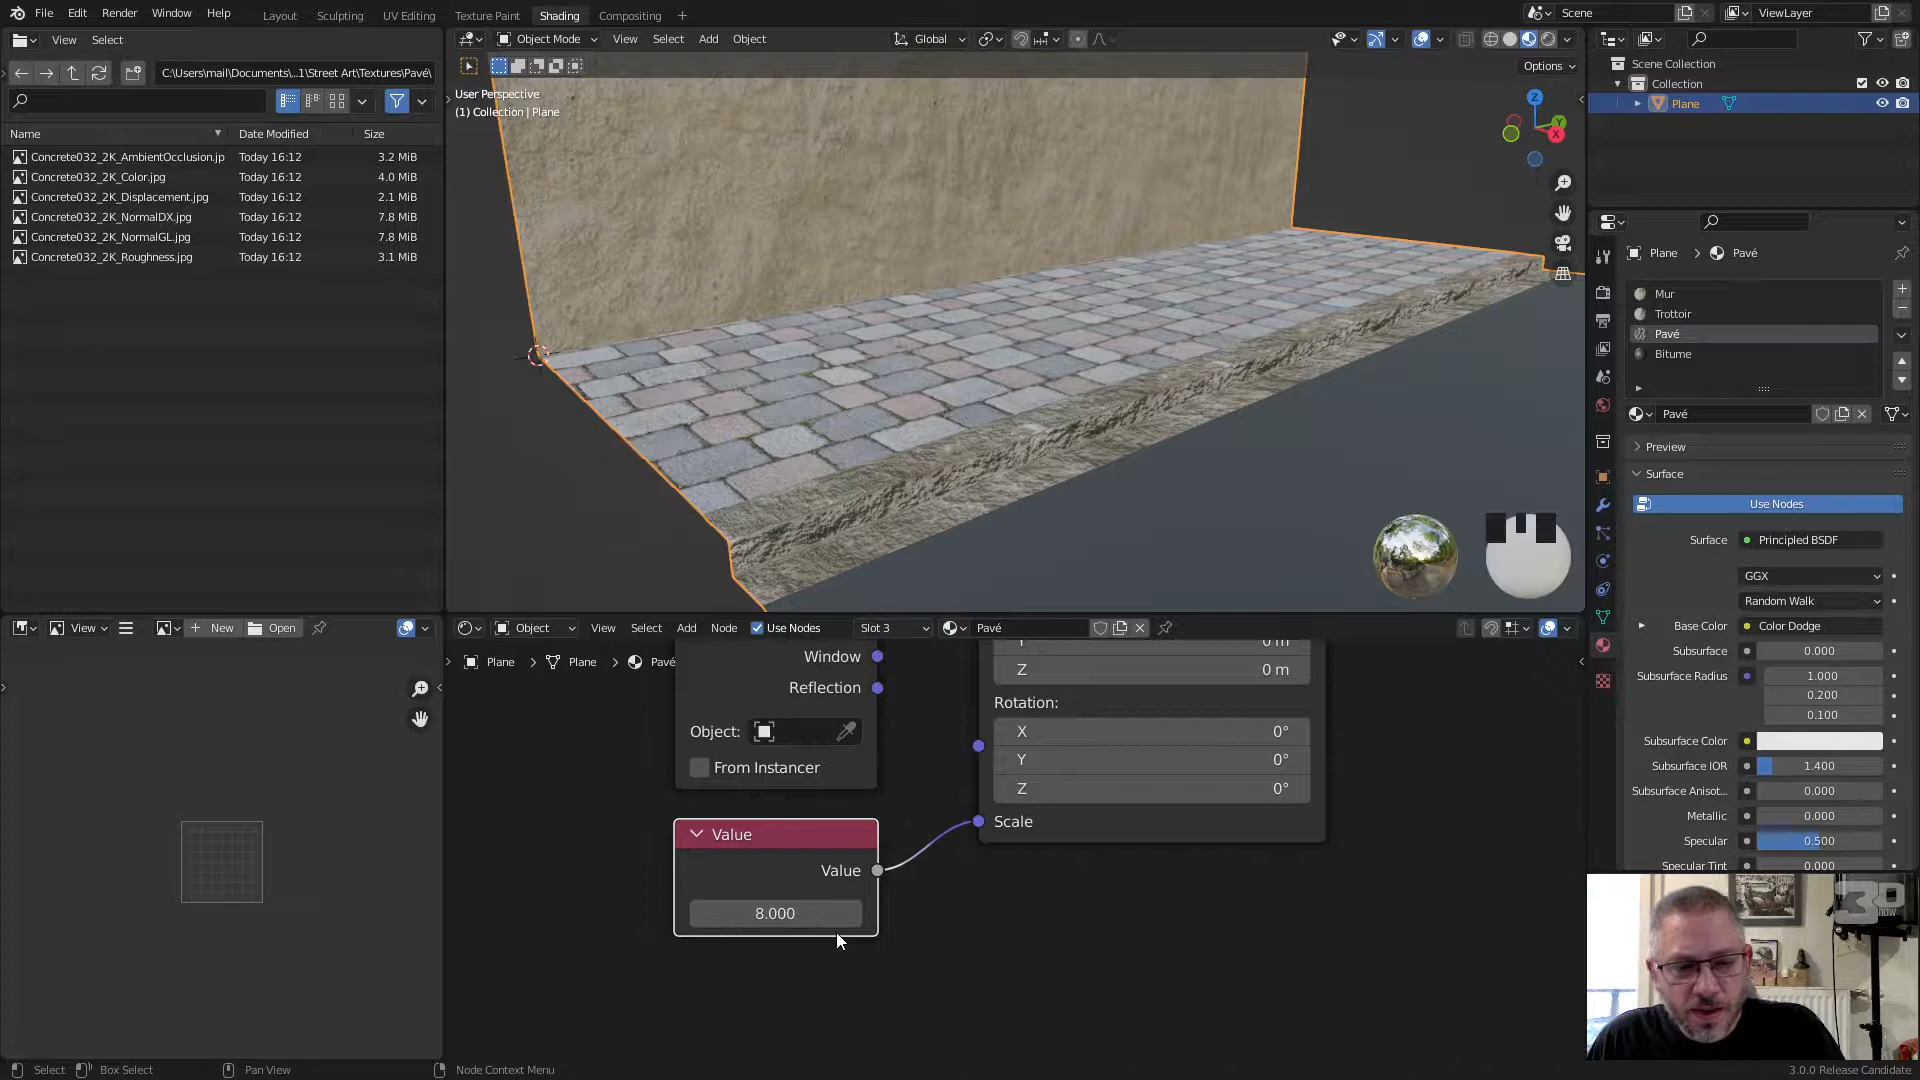 File Edit Render Window Help Layout Sculpting UV Editing Texture Paint Shading Compositing + Scene ViewLayer
View Select Object Mode View Select Add Object Global
C:\Users\mail\Documents\..1\Street Art\Textures\Pavé\
Options
User Perspective
(1) Collection | Plane
Name Date Modified Size
Concrete032_2K_AmbientOcclusion.jp Today 16:12 3.2 MiB
Concrete032_2K_Color.jpg Today 16:12 4.0 MiB
Concrete032_2K_Displacement.jpg Today 16:12 2.1 MiB
Concrete032_2K_NormalDX.jpg Today 16:12 7.8 MiB
Concrete032_2K_NormalGL.jpg Today 16:12 7.8 MiB
Concrete032_2K_Roughness.jpg Today 16:12 3.1 MiB
Z
Y
X
Scene Collection
Collection
Plane
Plane > Pavé
Mur
Trottoir
Pavé
Bitume
Pavé
Preview
Surface
Use Nodes
Surface Principled BSDF
GGX
Random Walk
Base Color Color Dodge
Subsurface 0.000
Subsurface Radius 1.000
0.200
0.100
Subsurface Color
Subsurface IOR 1.400
Subsurface Anisot... 0.000
Metallic 0.000
Specular 0.500
Specular Tint 0.000
View + New Open
Object View Select Add Node Use Nodes Slot 3 Pavé
Plane > Plane > Pavé
Window
Reflection
Object:
From Instancer
0 m
Z 0 m
Rotation:
X 0°
Y 0°
Z 0°
Scale
Value
Value
8.000
3D
Select Box Select Pan View Node Context Menu 3.0.0 Release Candidate